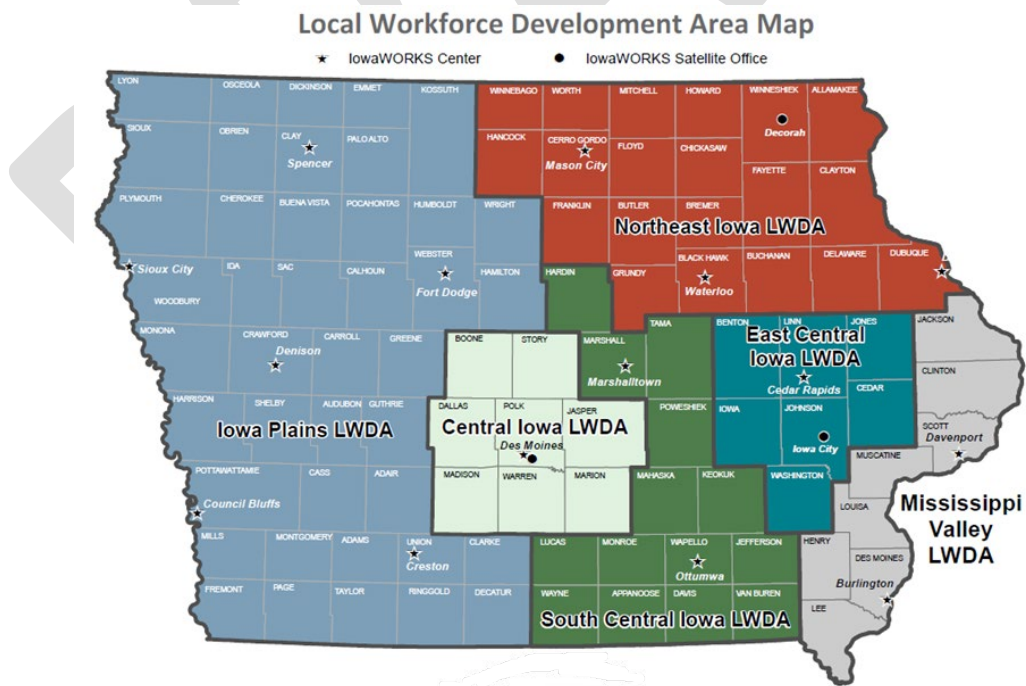 Local Workforce Development Area Map
IowaWORKS Center
IowaWORKS Satellite Office
LYON
OSCEOLA
DICKINSON
EMMET
KOSSUTH
WINNEBAGO
WORTH
MITCHELL
HOWARD
WINNESHIEK
ALLAMAKEE
SIOUX
OBRIEN
CLAY
PALO ALTO
HANCOCK
CERRO GORDO
FLOYD
CHICKASAW
Decorah
Spencer
Mason City
FAYETTE
CLAYTON
PLYMOUTH
CHEROKEE
BUENA VISTA
POCAHONTAS
HUMBOLDT
WRIGHT
FRANKLIN
BUTLER
BREMER
Northeast Iowa LWDA
WEBSTER
BLACK HAWK
BUCHANAN
DELAWARE
DUBUQUE
Sioux City
IDA
SAC
CALHOUN
HAMILTON
HARDIN
GRUNDY
Fort Dodge
Waterloo
WOODBURY
MONONA
CRAWFORD
CARROLL
GREENE
BOONE
STORY
MARSHALL
TAMA
BENTON
LINN
JONES
JACKSON
East Central
Iowa LWDA
Denison
Marshalltown
Cedar Rapids
CEDAR
CLINTON
HARRISON
SHELBY
AUDUBON
GUTHRIE
DALLAS
POLK
JASPER
POWESHIEK
IOWA
JOHNSON
SCOTT
Iowa Plains LWDA
Central Iowa LWDA
Des Moines
Iowa City
Davenport
POTTAWATTAMIE
CASS
ADAIR
MADISON
WARREN
MARION
MAHASKA
KEOKUK
WASHINGTON
MUSCATINE
Council Bluffs
LOUISA
Mississippi
Valley
LWDA
MILLS
MONTGOMERY
ADAMS
UNION
CLARKE
LUCAS
MONROE
WAPELLO
JEFFERSON
HENRY
DES MOINES
Creston
Ottumwa
Burlington
FREMONT
PAGE
TAYLOR
RINGGOLD
DECATUR
WAYNE
APPANOOSE
DAVIS
VAN BUREN
LEE
South Central Iowa LWDA